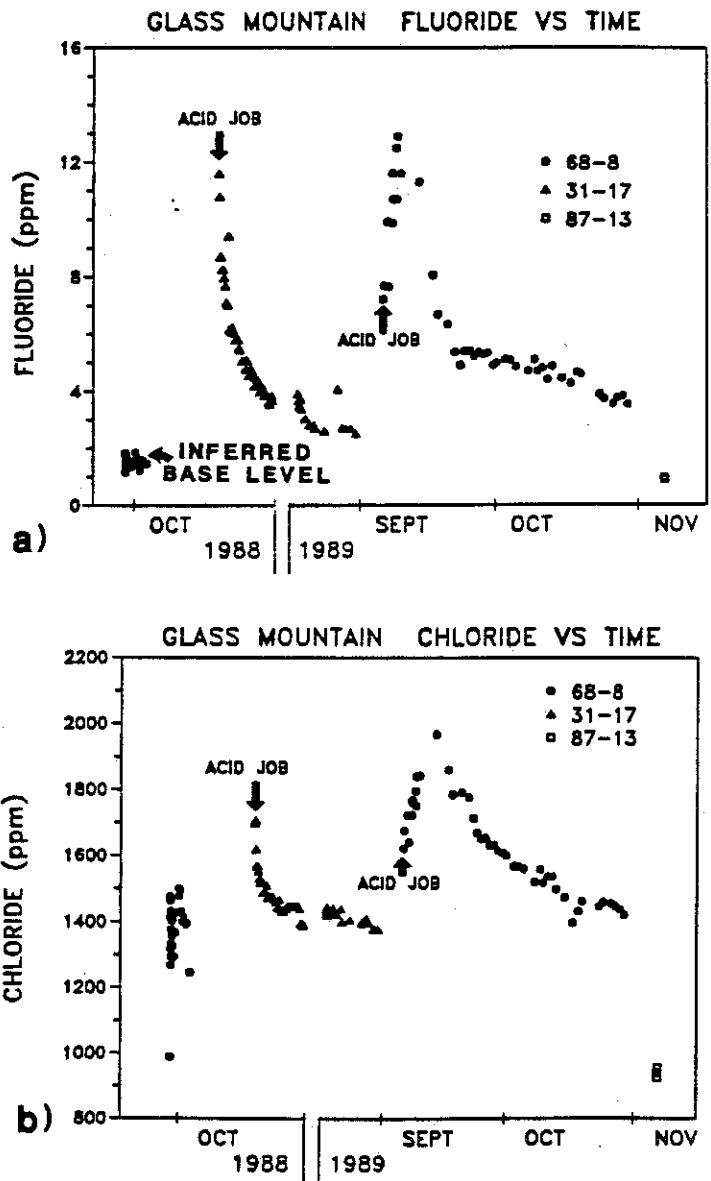 GLASS MOUNTAIN FLUORIDE VS TIME
16
12
8
4
0
FLUORIDE (ppm)
ACID JOB
68-8
31-17
87-13
ACID JOB
INFERRED
BASE LEVEL
OCT
SEPT
OCT
NOV
1988
1989
a)
GLASS MOUNTAIN CHLORIDE VS TIME
2200
2000
1800
1600
1400
1200
1000
800
CHLORIDE (ppm)
ACID JOB
68-8
31-17
87-13
ACID JOB
b)
OCT
SEPT
OCT
NOV
1988
1989